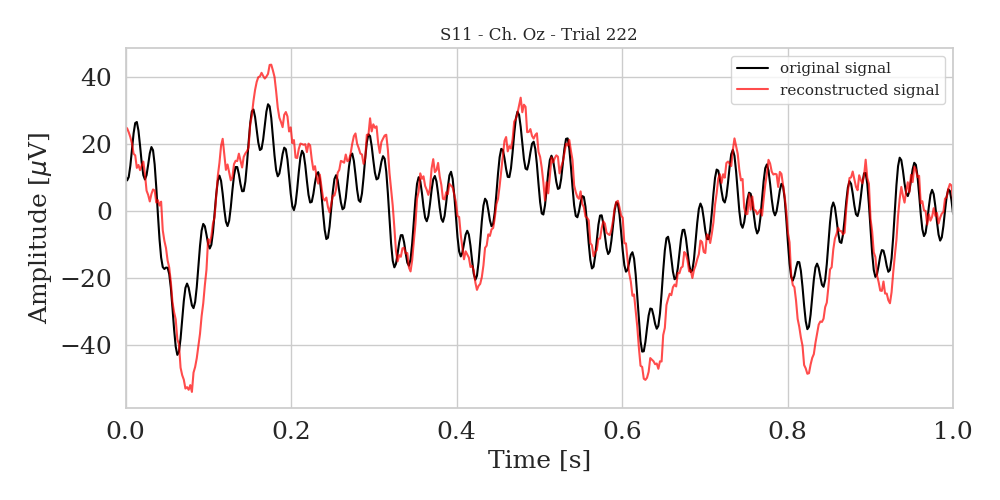 S11 - Ch. Oz - Trial 222
original signal
reconstructed signal
Amplitude [μV]
40
20
0
−20
−40
0.0 0.2 0.4 0.6 0.8 1.0
Time [s]